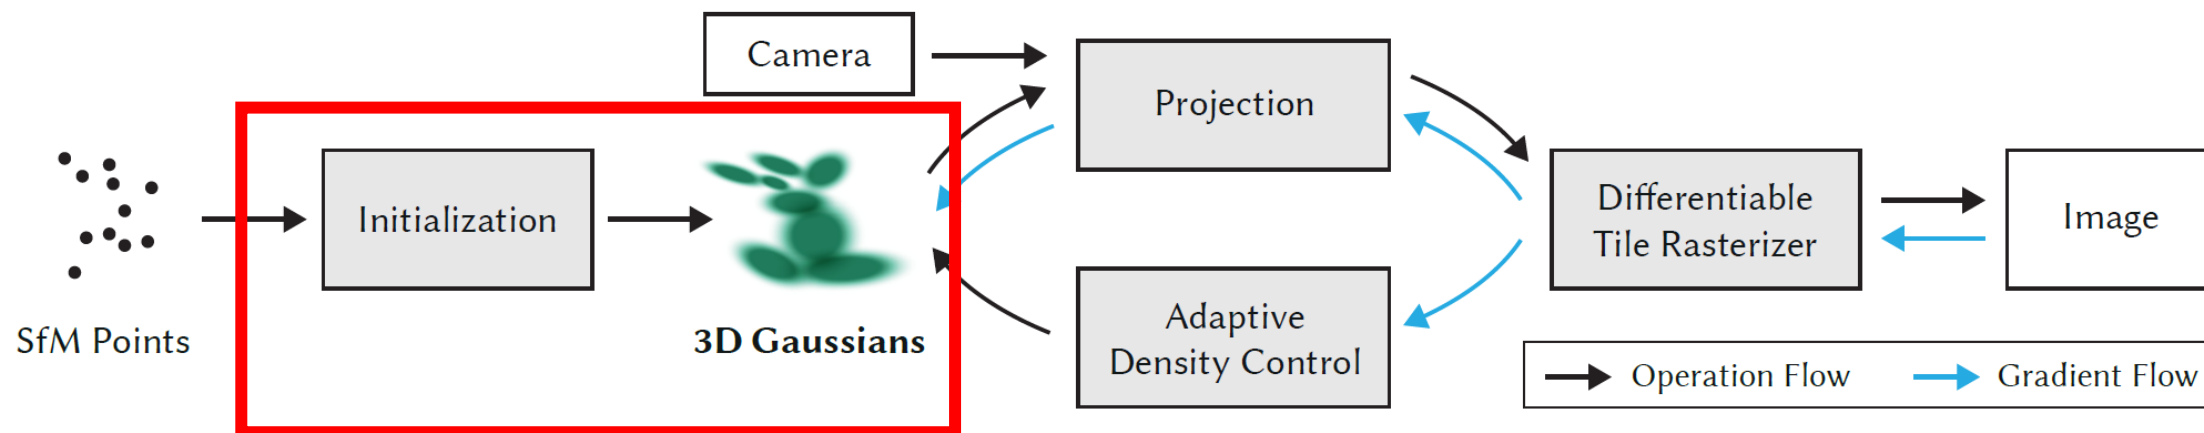 Camera
Projection
Initialization
Differentiable
Tile Rasterizer
Image
SfM Points
3D Gaussians
Adaptive
Density Control
Operation Flow
Gradient Flow